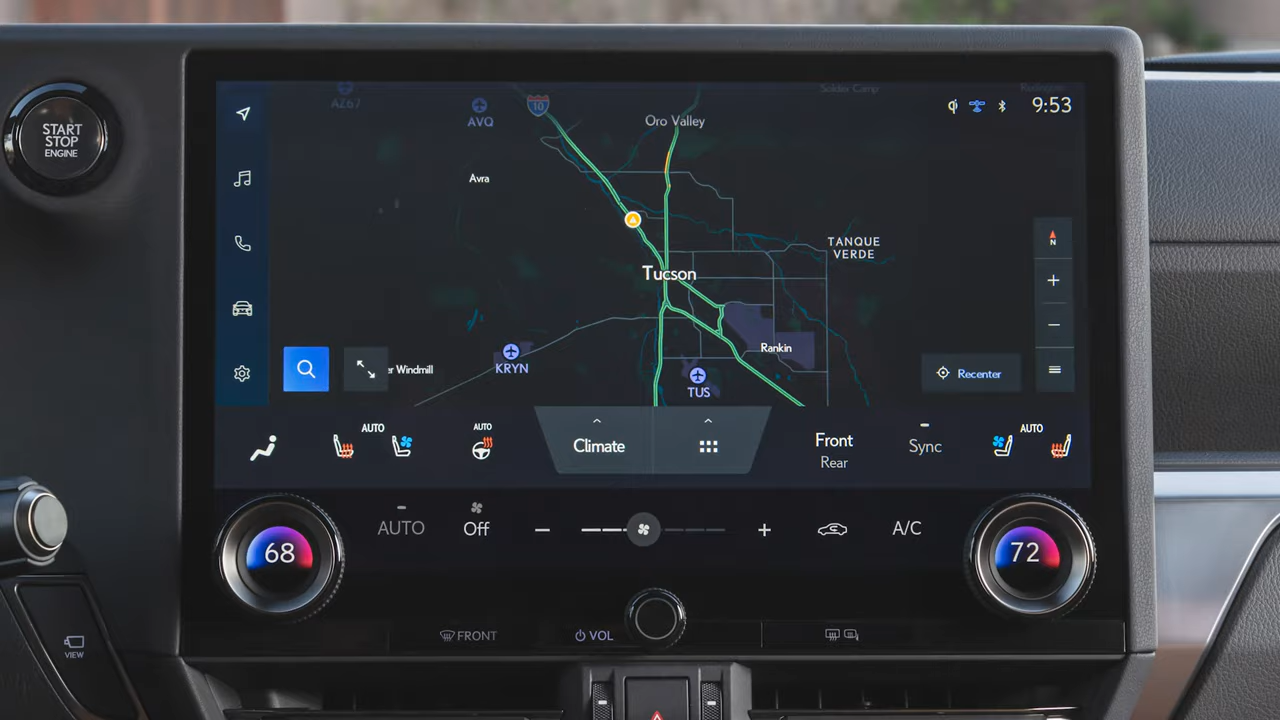 START
STOP
ENGINE
AVQ
10
Oro Valley
9:53
Avra
TANQUE
VERDE
N
Tucson
Rankin
er Windmill
KRYN
TUS
Recenter
AUTO
AUTO
Climate
Front
Rear
Sync
AUTO
68
AUTO
Off
A/C
72
VIEW
FRONT
VOL